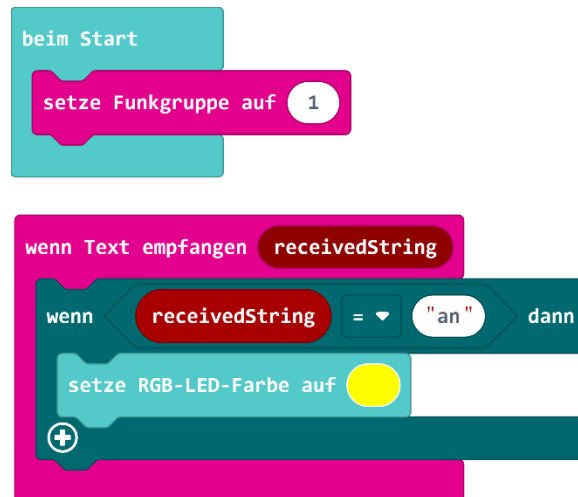 beim Start
setze Funkgruppe auf 1
wenn Text empfangen receivedString
wenn receivedString = "an" dann
setze RGB-LED-Farbe auf